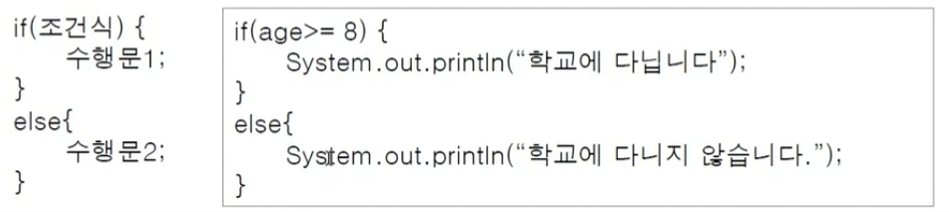 if(조건식) {
수행문1;
}
else{
수행문2;
}
if(age>= 8) {
System.out.println(“학교에 다닙니다”);
}
else{
System.out.println(“학교에 다니지 않습니다.”);
}